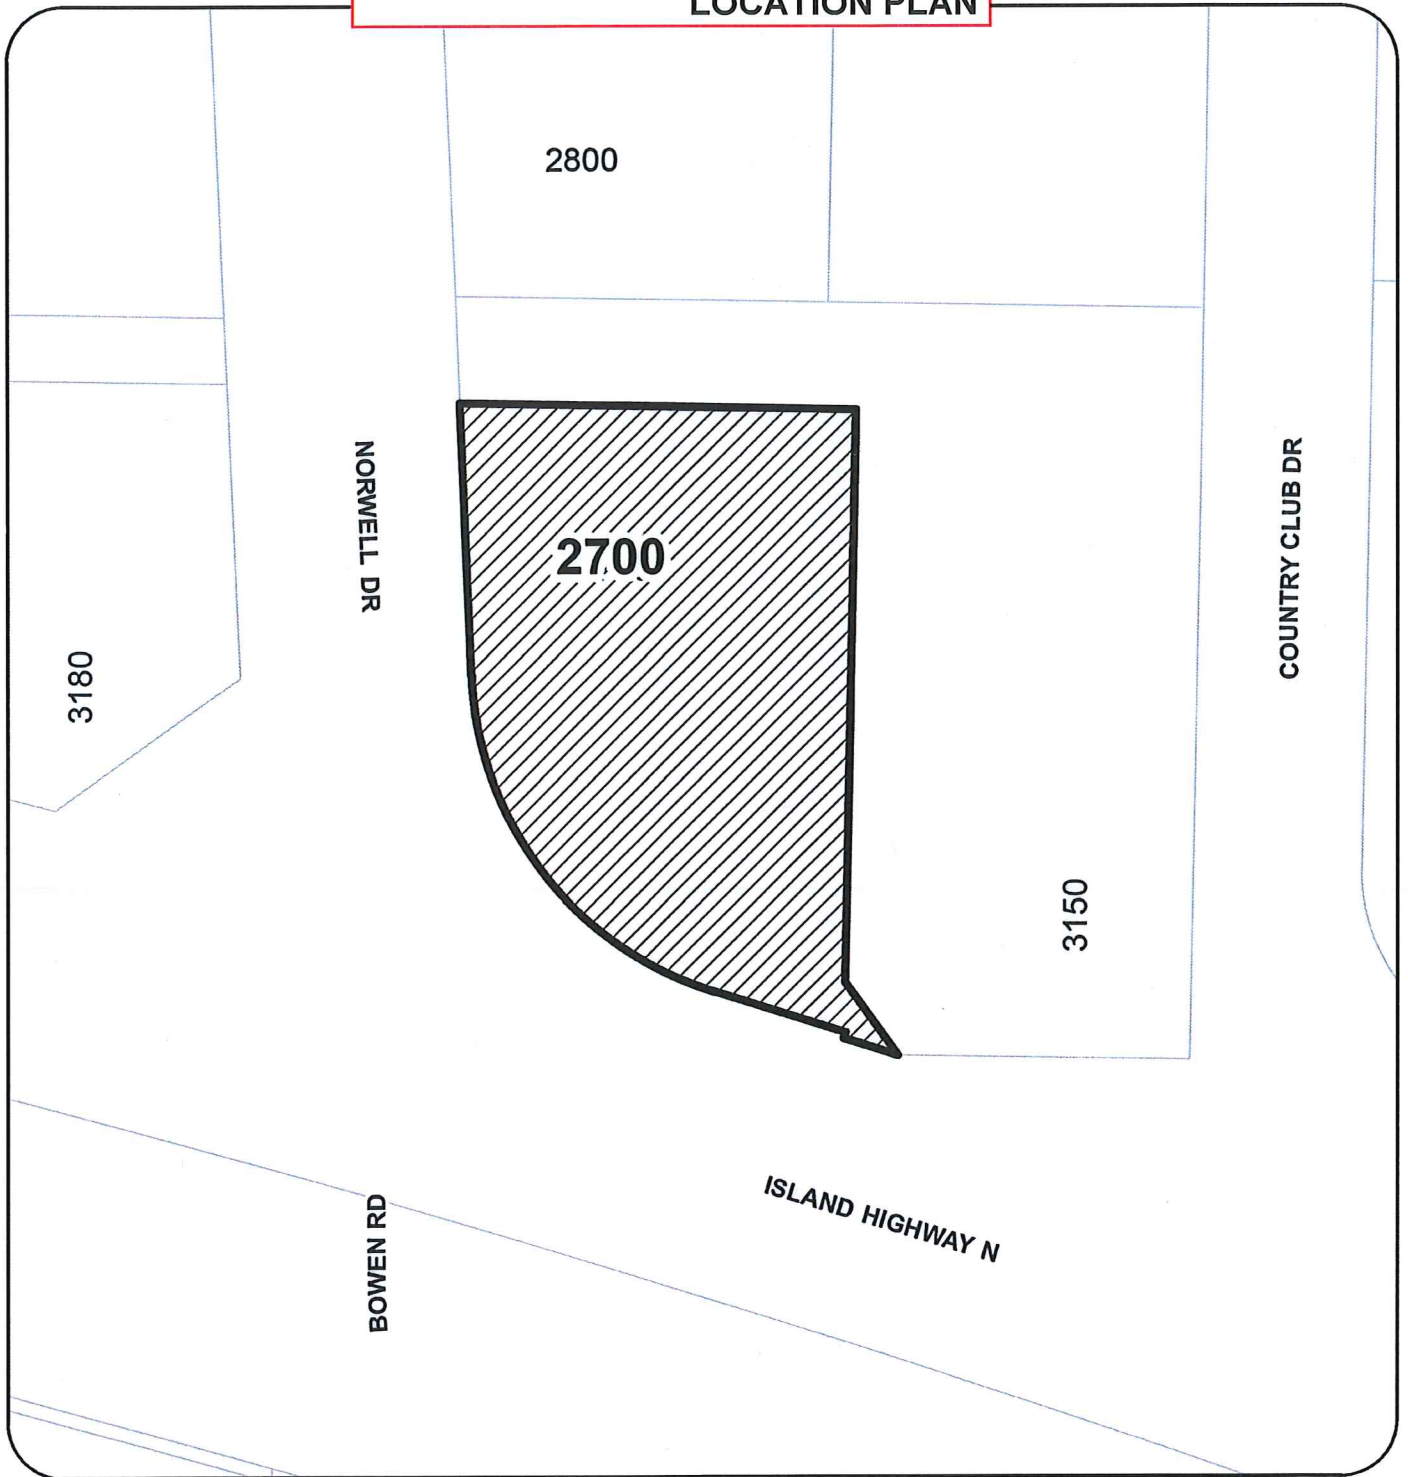 LOCATION PLAN
2800
NORWELL DR
2700
COUNTRY CLUB DR
3180
3150
ISLAND HIGHWAY N
BOWEN RD